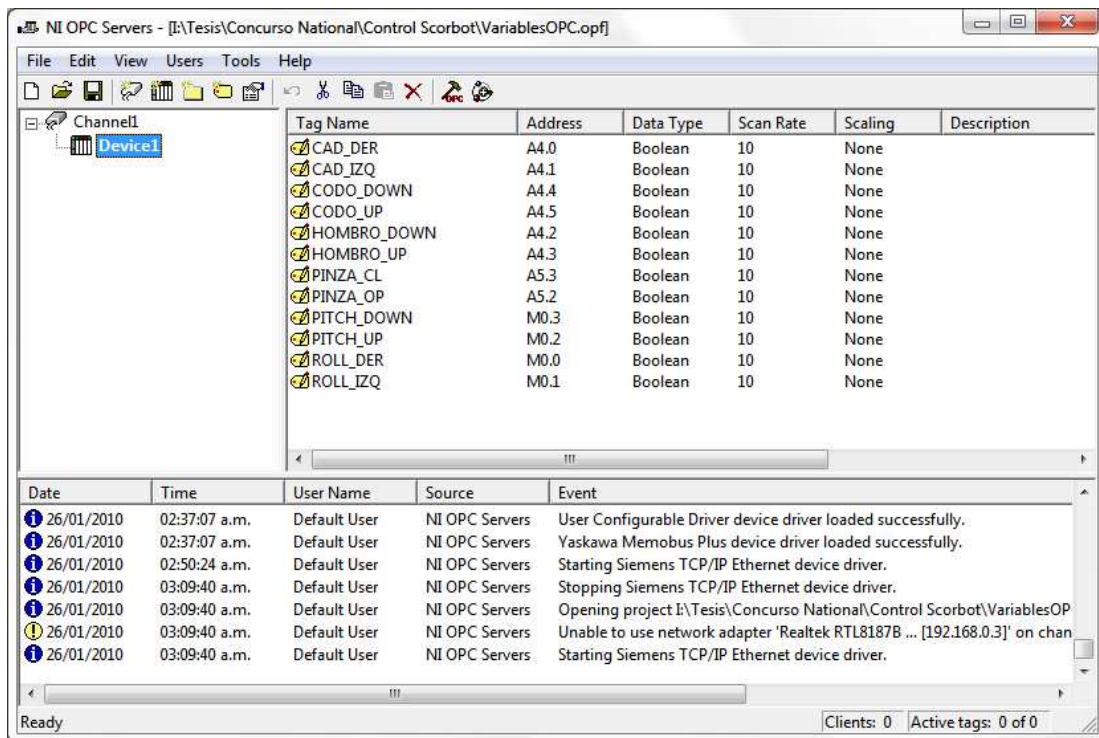 NI OPC Servers - [I:\Tesis\Concurso National\Control Scorbot\VariablesOPC.opf]
File Edit View Users Tools Help
Channel1
Device1
Tag Name Address Data Type Scan Rate Scaling Description
CAD_DER A4.0 Boolean 10 None
CAD_IZQ A4.1 Boolean 10 None
CODO_DOWN A4.4 Boolean 10 None
CODO_UP A4.5 Boolean 10 None
HOMBRO_DOWN A4.2 Boolean 10 None
HOMBRO_UP A4.3 Boolean 10 None
PINZA_CL A5.3 Boolean 10 None
PINZA_OP A5.2 Boolean 10 None
PITCH_DOWN M0.3 Boolean 10 None
PITCH_UP M0.2 Boolean 10 None
ROLL_DER M0.0 Boolean 10 None
ROLL_IZQ M0.1 Boolean 10 None
Date Time User Name Source Event
26/01/2010 02:37:07 a.m. Default User NI OPC Servers User Configurable Driver device driver loaded successfully.
26/01/2010 02:37:07 a.m. Default User NI OPC Servers Yaskawa Memobus Plus device driver loaded successfully.
26/01/2010 02:50:24 a.m. Default User NI OPC Servers Starting Siemens TCP/IP Ethernet device driver.
26/01/2010 03:09:40 a.m. Default User NI OPC Servers Stopping Siemens TCP/IP Ethernet device driver.
26/01/2010 03:09:40 a.m. Default User NI OPC Servers Opening project I:\Tesis\Concurso National\Control Scorbot\VariablesOP
26/01/2010 03:09:40 a.m. Default User NI OPC Servers Unable to use network adapter 'Realtek RTL8187B ... [192.168.0.3]' on chan
26/01/2010 03:09:40 a.m. Default User NI OPC Servers Starting Siemens TCP/IP Ethernet device driver.
Ready Clients: 0 Active tags: 0 of 0